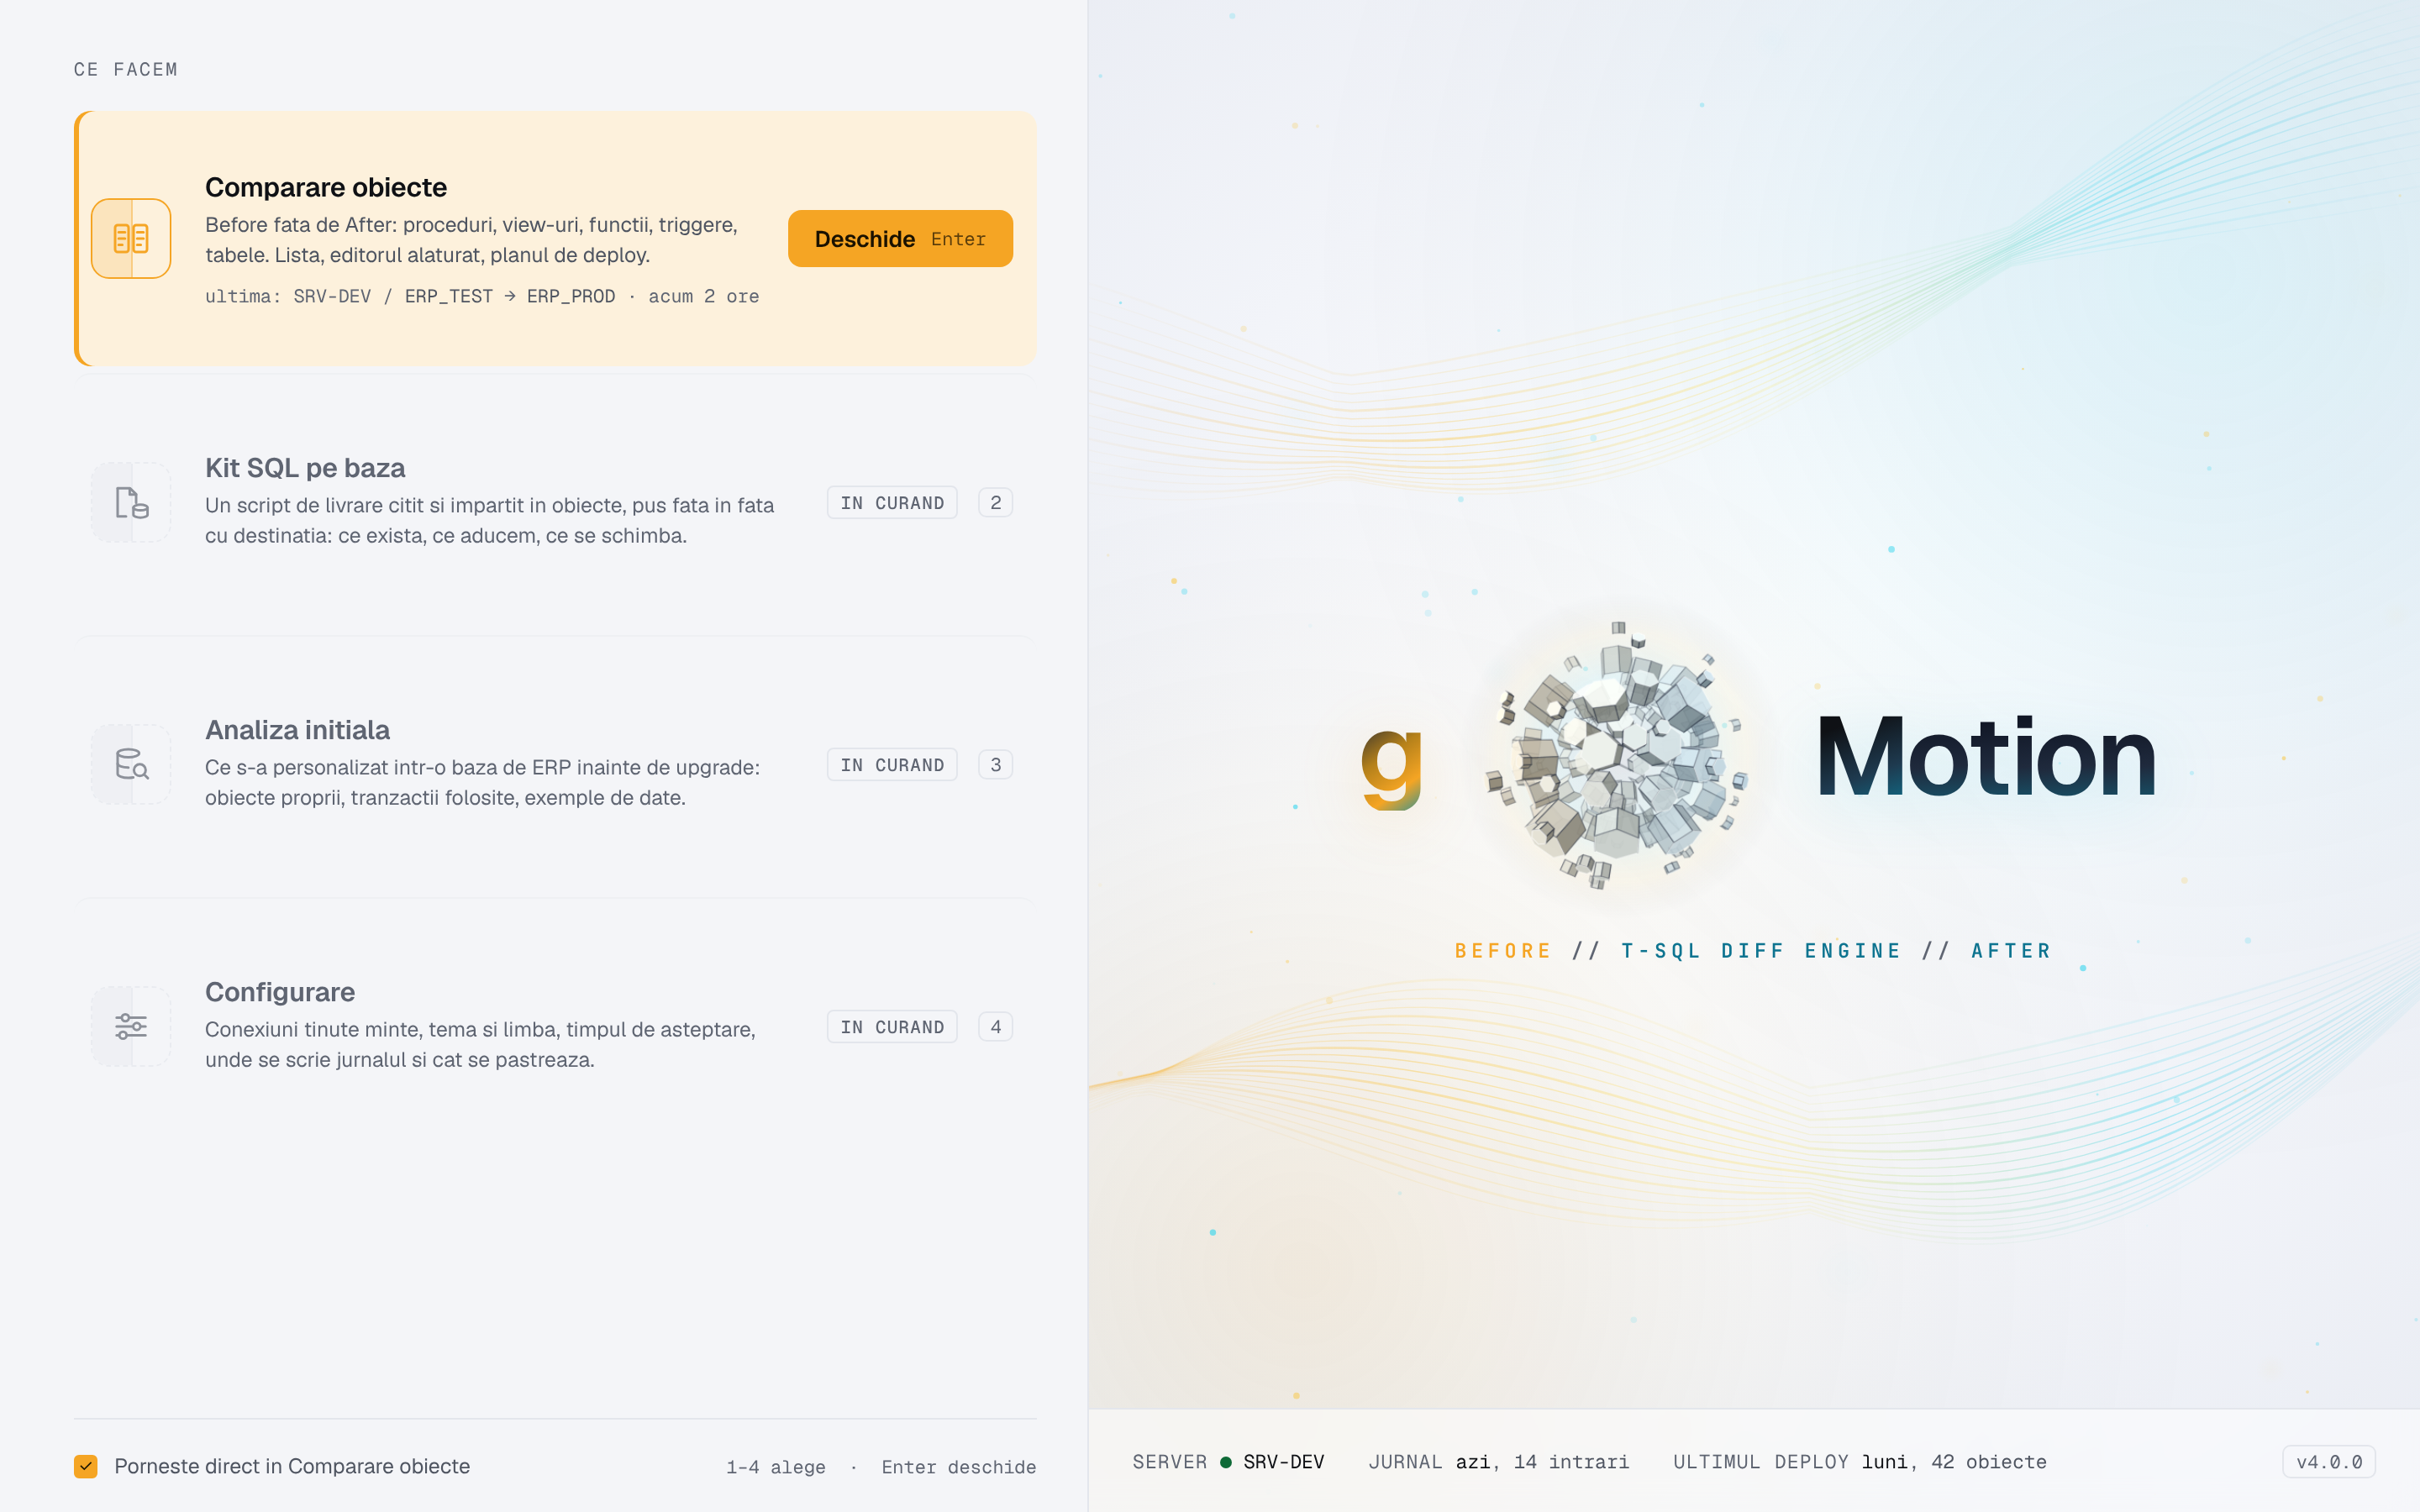 CE FACEM
Comparare obiecte
Before fata de After: proceduri, view-uri, functii, triggere,
tabele. Lista, editorul alaturat, planul de deploy.
ultima: SRV-DEV / ERP_TEST → ERP_PROD · acum 2 ore
Deschide Enter
Kit SQL pe baza
Un script de livrare citit si impartit in obiecte, pus fata in fata
cu destinatia: ce exista, ce aducem, ce se schimba.
IN CURAND 2
Analiza initiala
Ce s-a personalizat intr-o baza de ERP inainte de upgrade:
obiecte proprii, tranzactii folosite, exemple de date.
IN CURAND 3
Configurare
Conexiuni tinute minte, tema si limba, timpul de asteptare,
unde se scrie jurnalul si cat se pastreaza.
IN CURAND 4
Porneste direct in Comparare obiecte
1-4 alege · Enter deschide
g Motion
BEFORE // T-SQL DIFF ENGINE // AFTER
SERVER SRV-DEV JURNAL azi, 14 intrari ULTIMUL DEPLOY luni, 42 obiecte v4.0.0